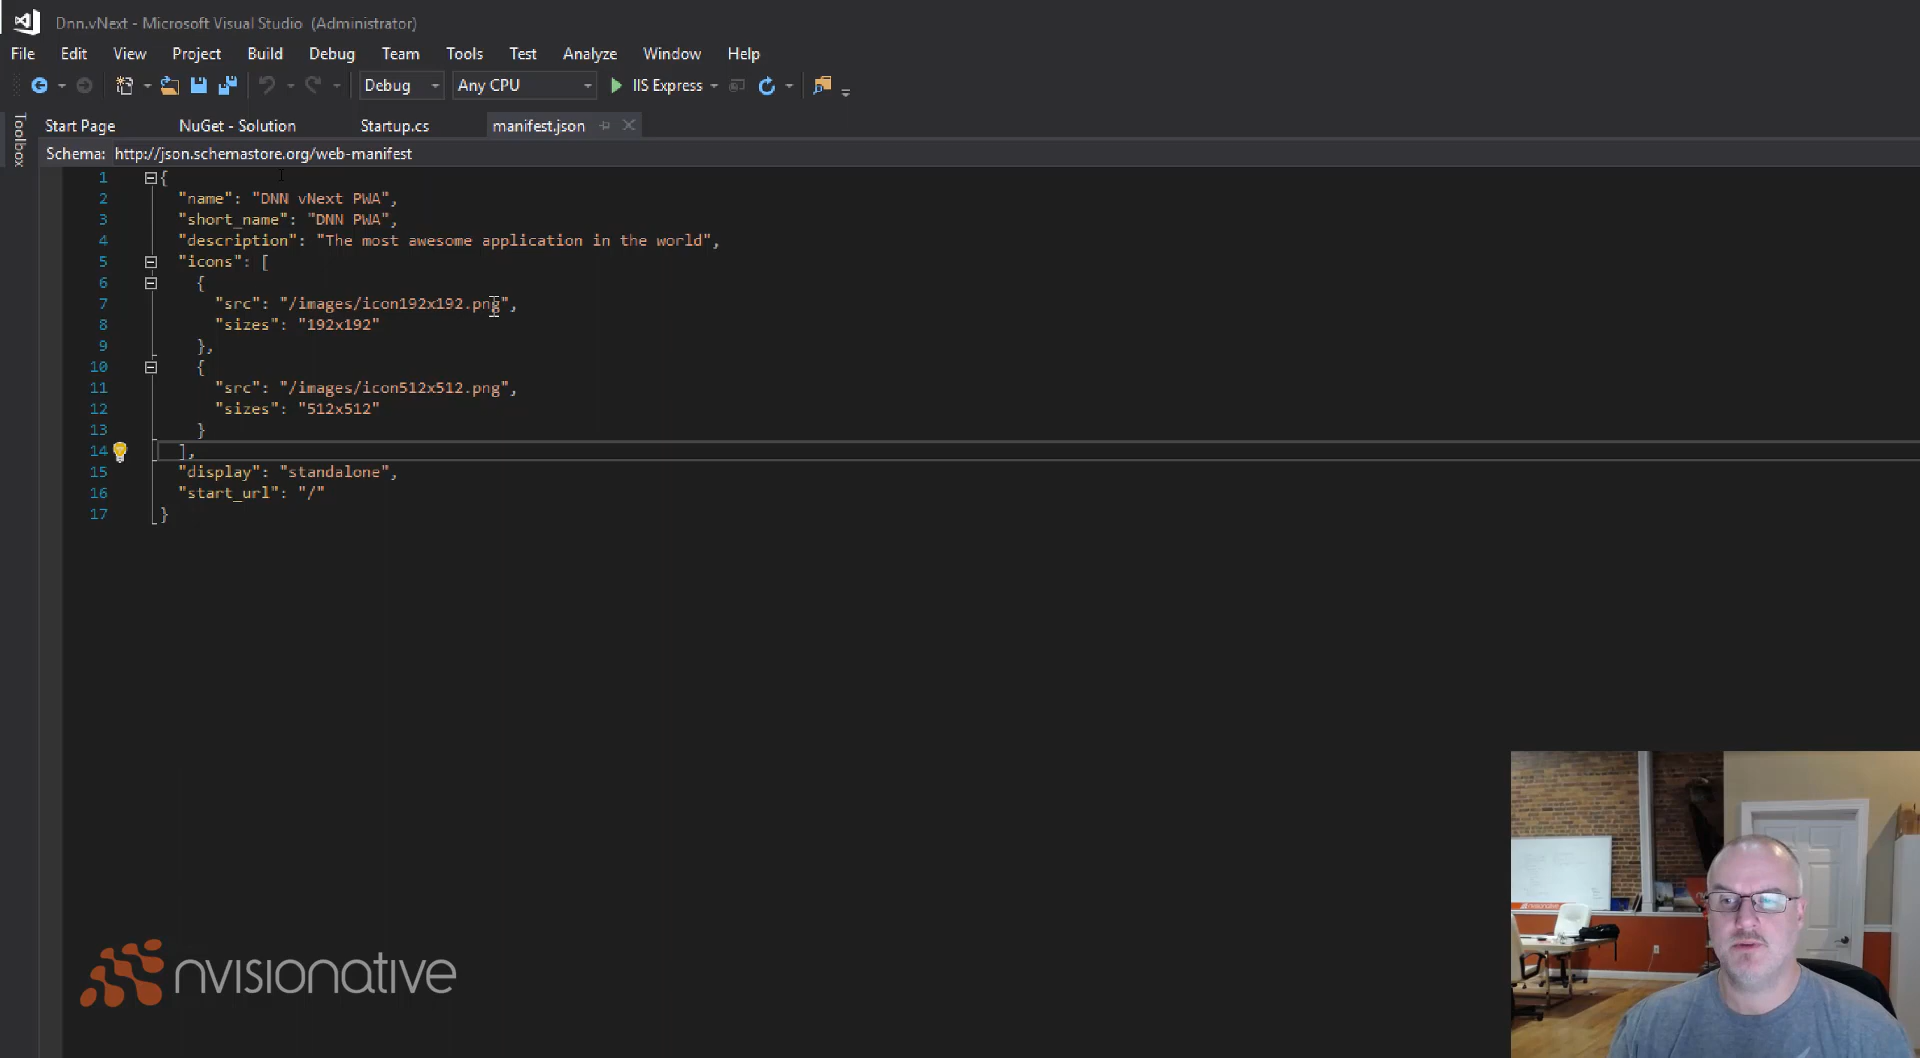 Dnn.vNext - Microsoft Visual Studio (Administrator)
File Edit View Project Build Debug Team Tools Test Analyze Window Help
Debug Any CPU IIS Express
Toolbox
Start Page NuGet - Solution Startup.cs manifest.json
Schema: http://json.schemastore.org/web-manifest
1 {
2 "name": "DNN vNext PWA",
3 "short_name": "DNN PWA",
4 "description": "The most awesome application in the world",
5 "icons": [
6 {
7 "src": "/images/icon192x192.png",
8 "sizes": "192x192"
9 },
10 {
11 "src": "/images/icon512x512.png",
12 "sizes": "512x512"
13 }
14 ],
15 "display": "standalone",
16 "start_url": "/"
17 }
nvisionative